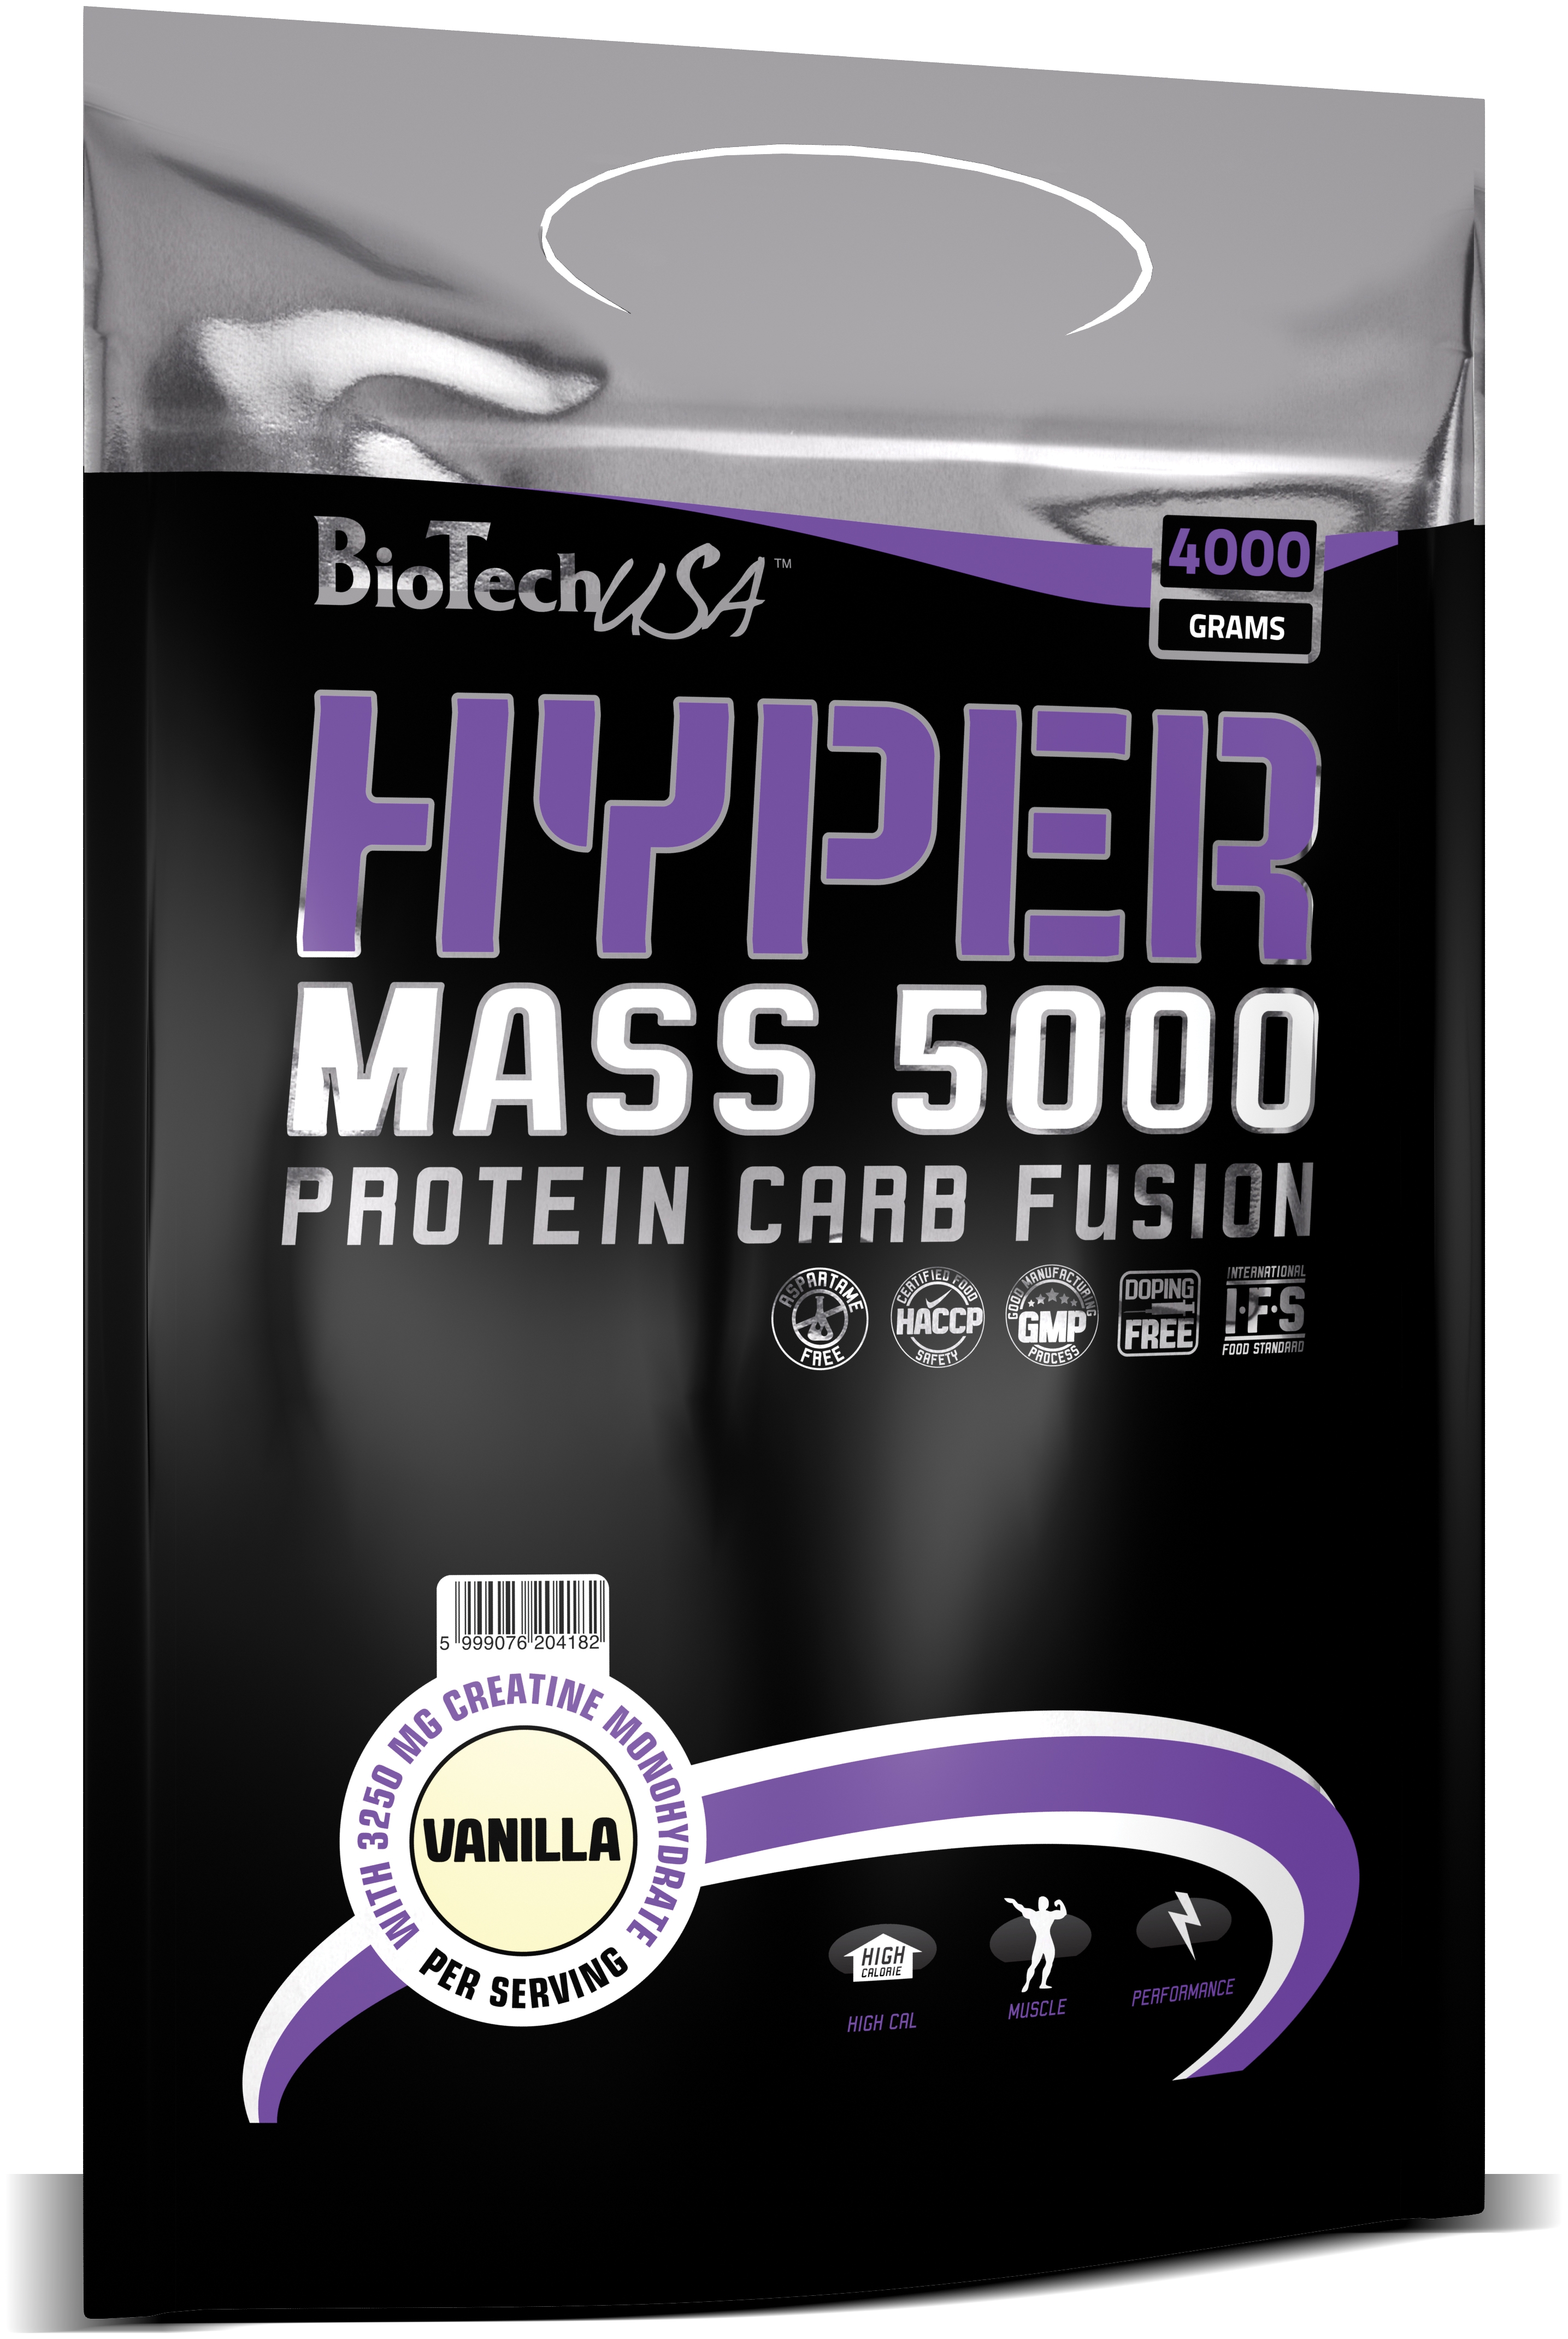 BioTechUSA™
4000
GRAMS
HYPER
MASS 5000
PROTEIN CARB FUSION
ASPARTAME
FREE
CERTIFIED FOOD
HACCP
SAFETY
GOOD MANUFACTURING
GMP
PROCESS
DOPING
FREE
INTERNATIONAL
I·F·S
FOOD STANDARD
5 999076 204182
WITH 3250 MG CREATINE MONOHYDRATE
VANILLA
PER SERVING
HIGH
CALORIE
HIGH CAL
MUSCLE
PERFORMANCE